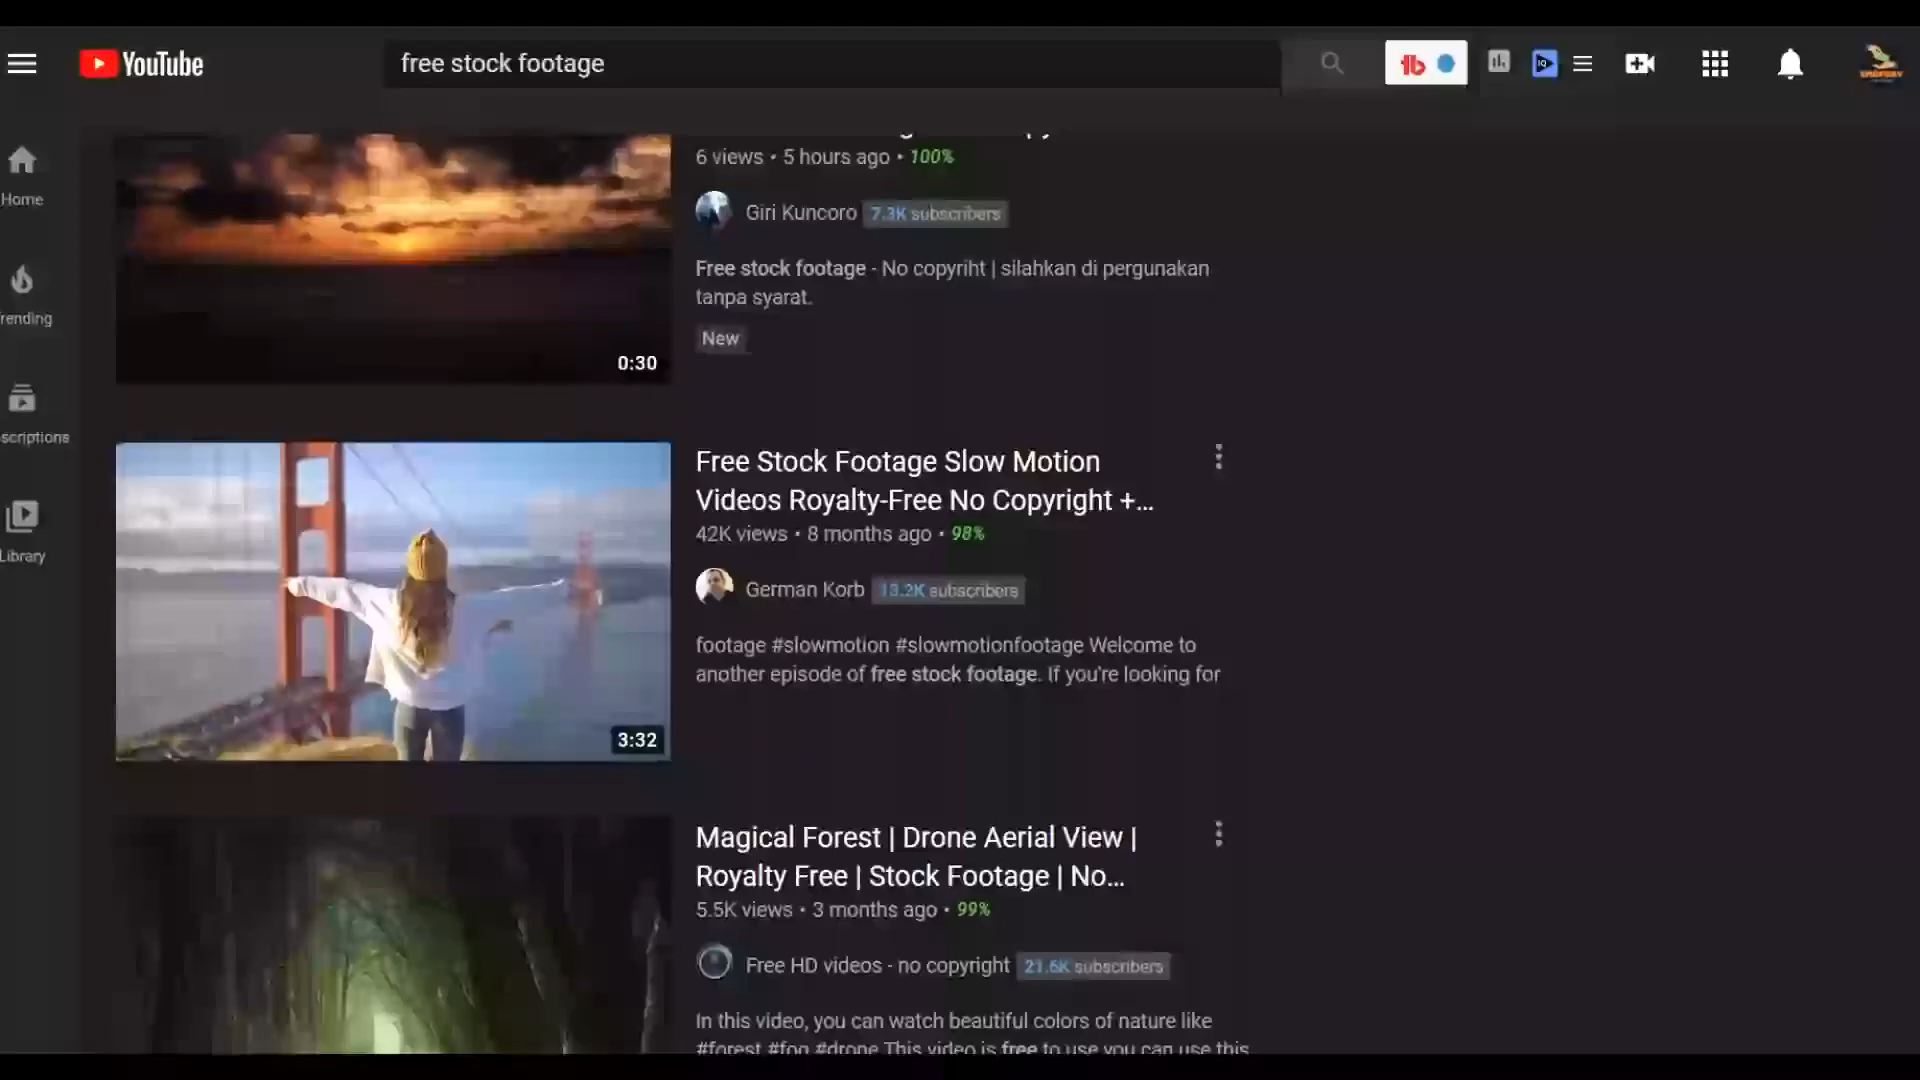 YouTube
free stock footage
Home
rending
scriptions
Library
6 views • 5 hours ago • 100%
Giri Kuncoro 7.3K subscribers
Free stock footage - No copyriht | silahkan di pergunakan
tanpa syarat.
New
0:30
Free Stock Footage Slow Motion
Videos Royalty-Free No Copyright +...
42K views • 8 months ago • 98%
German Korb 13.2K subscribers
footage #slowmotion #slowmotionfootage Welcome to
another episode of free stock footage. If you're looking for
3:32
Magical Forest | Drone Aerial View |
Royalty Free | Stock Footage | No...
5.5K views • 3 months ago • 99%
Free HD videos - no copyright 21.6K subscribers
In this video, you can watch beautiful colors of nature like
#forest #fog #drone This video is free to use you can use this